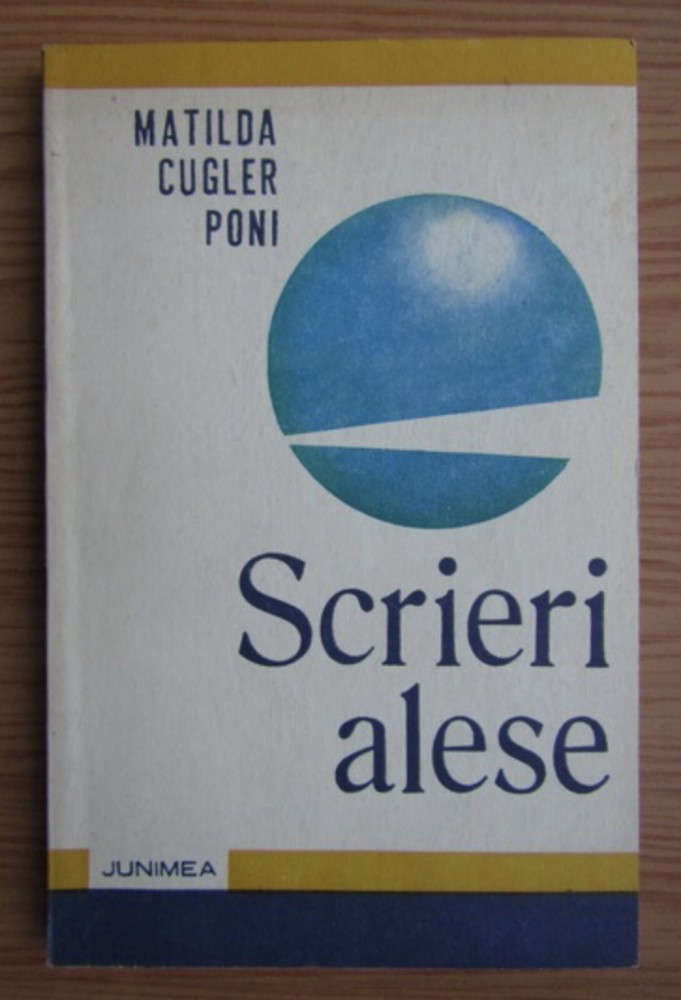 MATILDA
CUGLER
PONI
Scrieri
alese
JUNIMEA